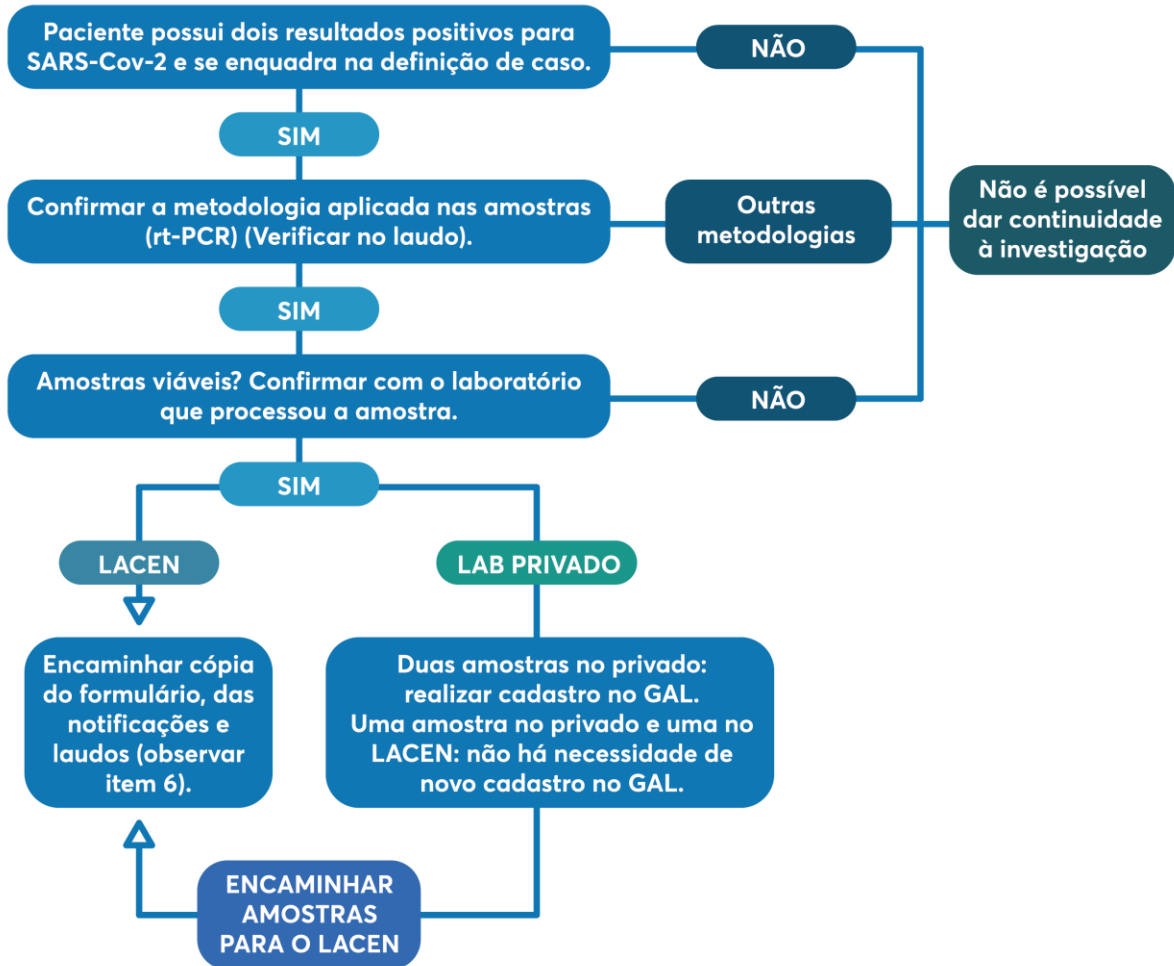 Paciente possui dois resultados positivos para
SARS-Cov-2 e se enquadra na definição de caso.
NÃO
SIM
Confirmar a metodologia aplicada nas amostras
(rt-PCR) (Verificar no laudo).
Outras
metodologias
Não é possível
dar continuidade
à investigação
SIM
Amostras viáveis? Confirmar com o laboratório
que processou a amostra.
NÃO
SIM
LACEN
LAB PRIVADO
Encaminhar cópia
do formulário, das
notificações e
laudos (observar
item 6).
Duas amostras no privado:
realizar cadastro no GAL.
Uma amostra no privado e uma no
LACEN: não há necessidade de
novo cadastro no GAL.
ENCAMINHAR
AMOSTRAS
PARA O LACEN